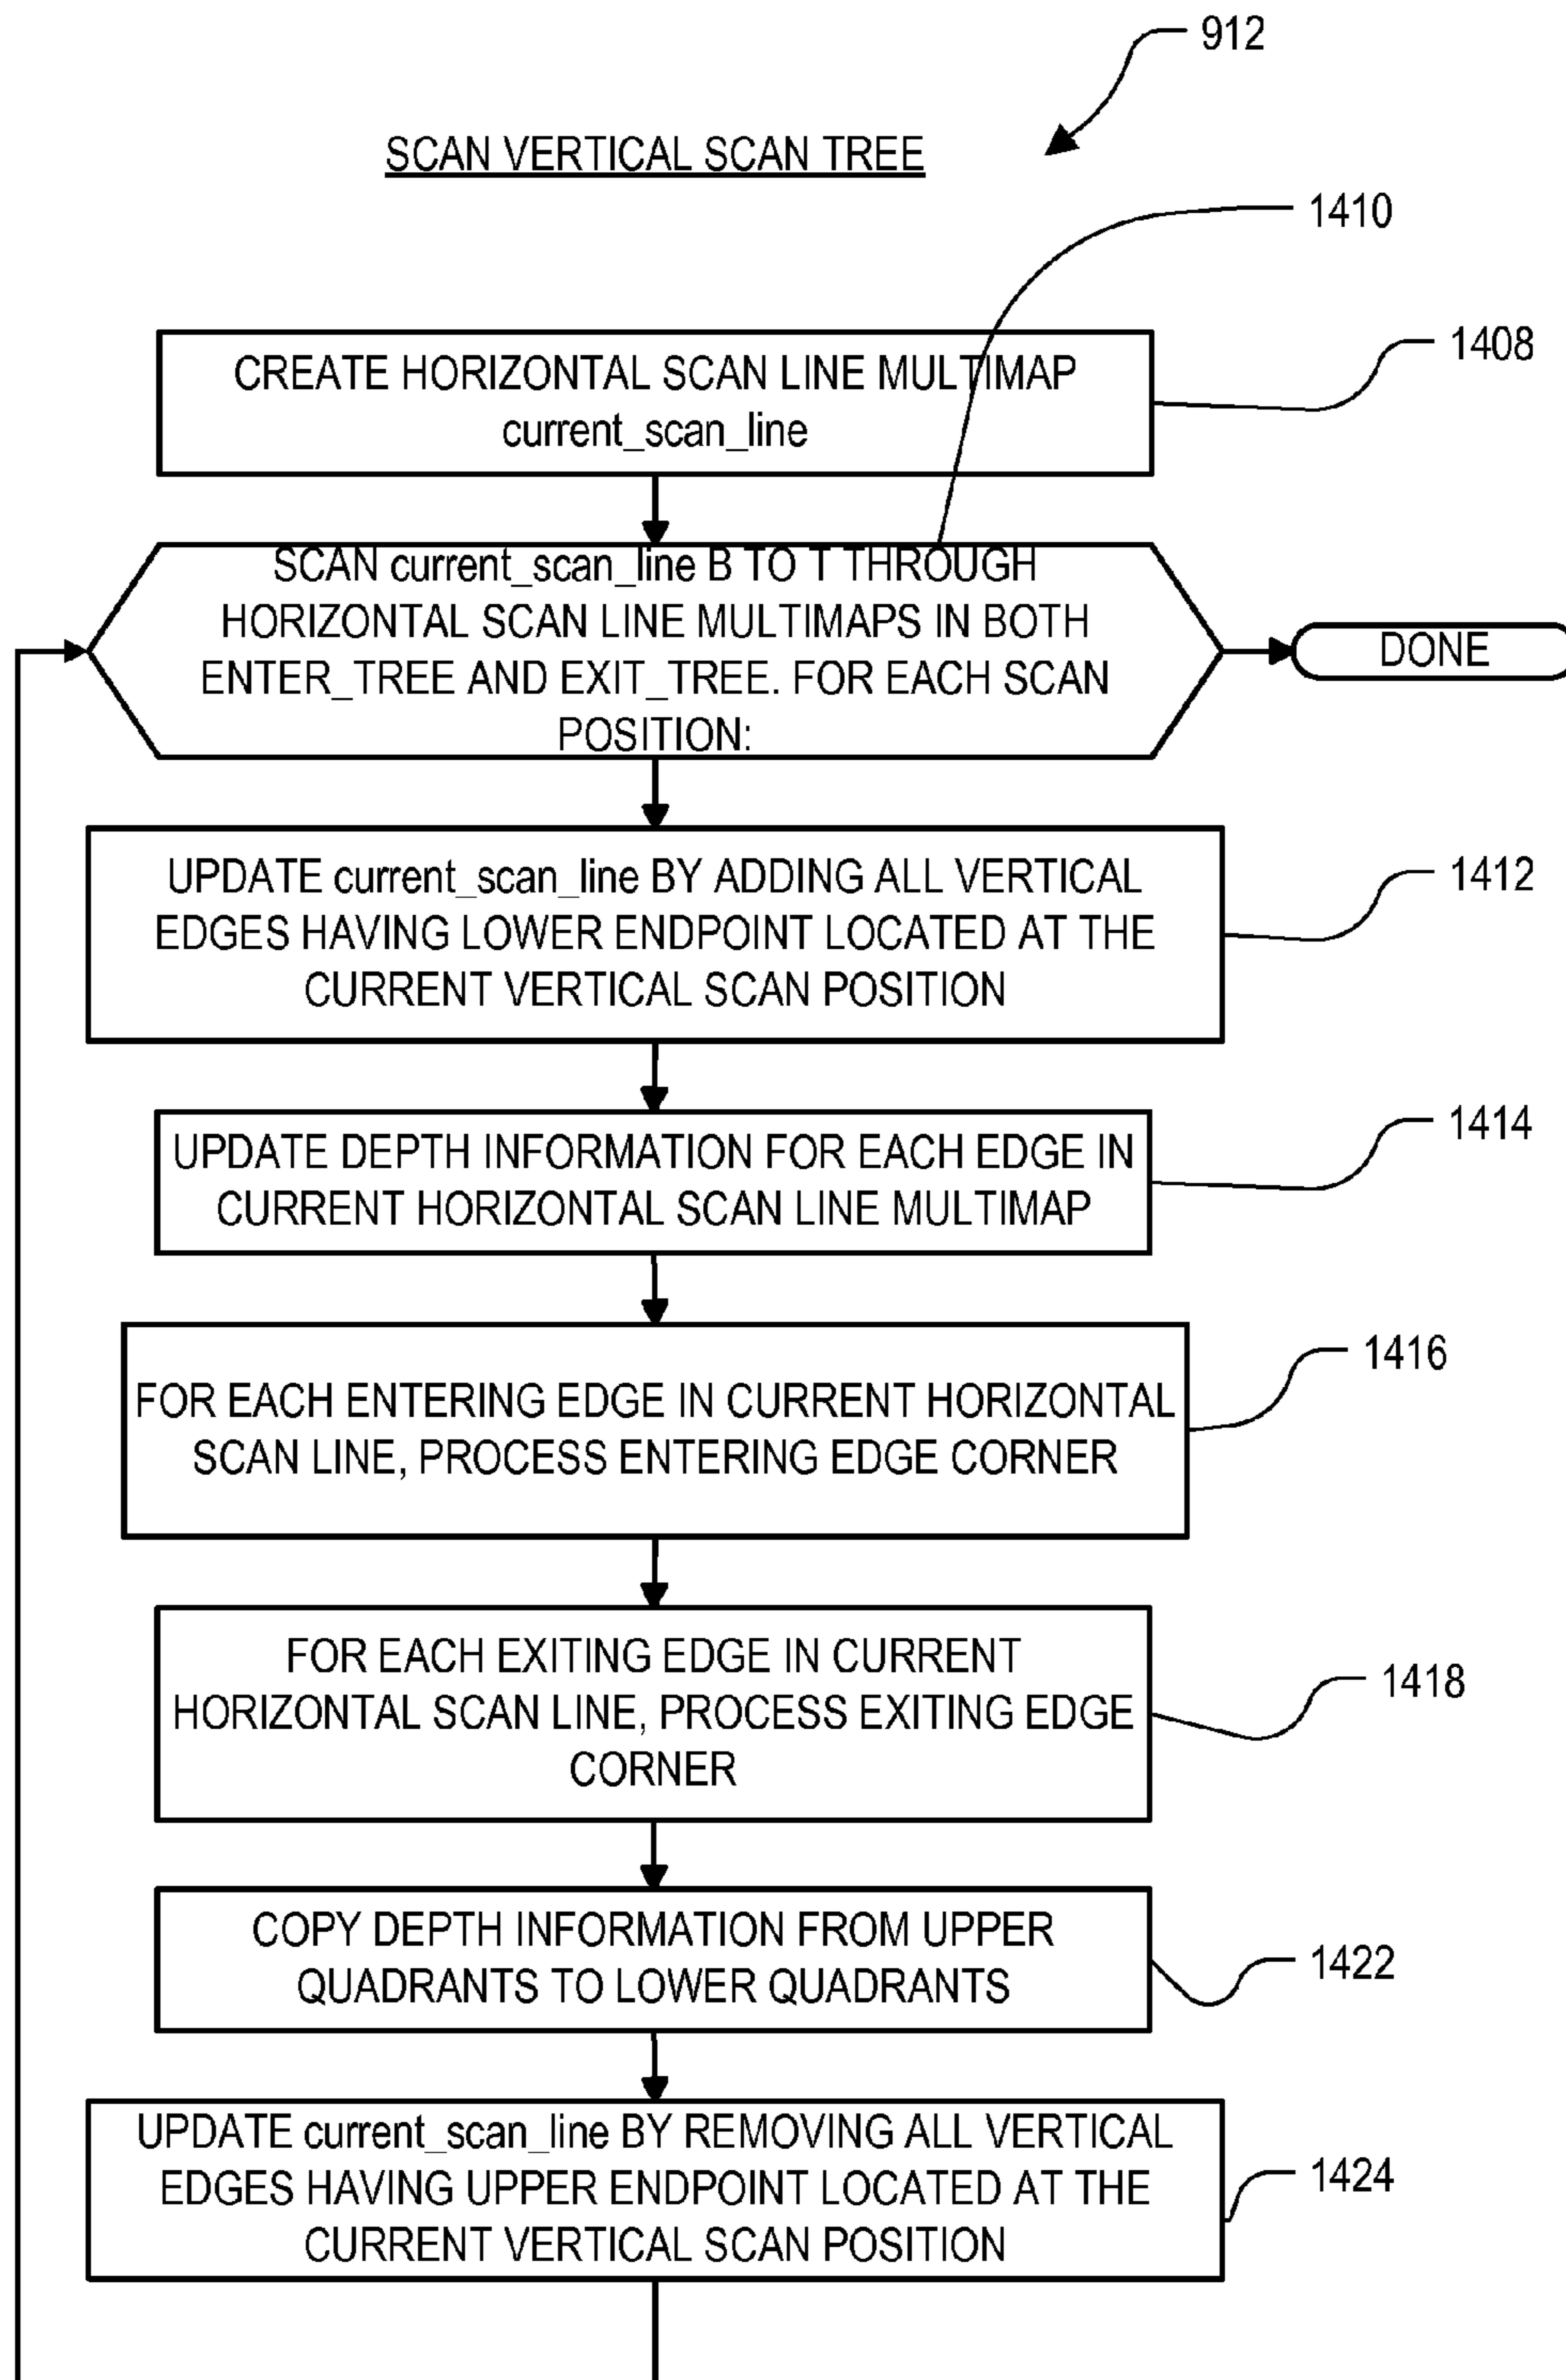 912
SCAN VERTICAL SCAN TREE
1410
1408
CREATE HORIZONTAL SCAN LINE MULTIMAP
current_scan_line
SCAN current_scan_line B TO T THROUGH
HORIZONTAL SCAN LINE MULTIMAPS IN BOTH
ENTER_TREE AND EXIT_TREE. FOR EACH SCAN
POSITION:
DONE
UPDATE current_scan_line BY ADDING ALL VERTICAL
EDGES HAVING LOWER ENDPOINT LOCATED AT THE
CURRENT VERTICAL SCAN POSITION
1412
UPDATE DEPTH INFORMATION FOR EACH EDGE IN
CURRENT HORIZONTAL SCAN LINE MULTIMAP
1414
FOR EACH ENTERING EDGE IN CURRENT HORIZONTAL
SCAN LINE, PROCESS ENTERING EDGE CORNER
1416
FOR EACH EXITING EDGE IN CURRENT
HORIZONTAL SCAN LINE, PROCESS EXITING EDGE
CORNER
1418
COPY DEPTH INFORMATION FROM UPPER
QUADRANTS TO LOWER QUADRANTS
1422
UPDATE current_scan_line BY REMOVING ALL VERTICAL
EDGES HAVING UPPER ENDPOINT LOCATED AT THE
CURRENT VERTICAL SCAN POSITION
1424